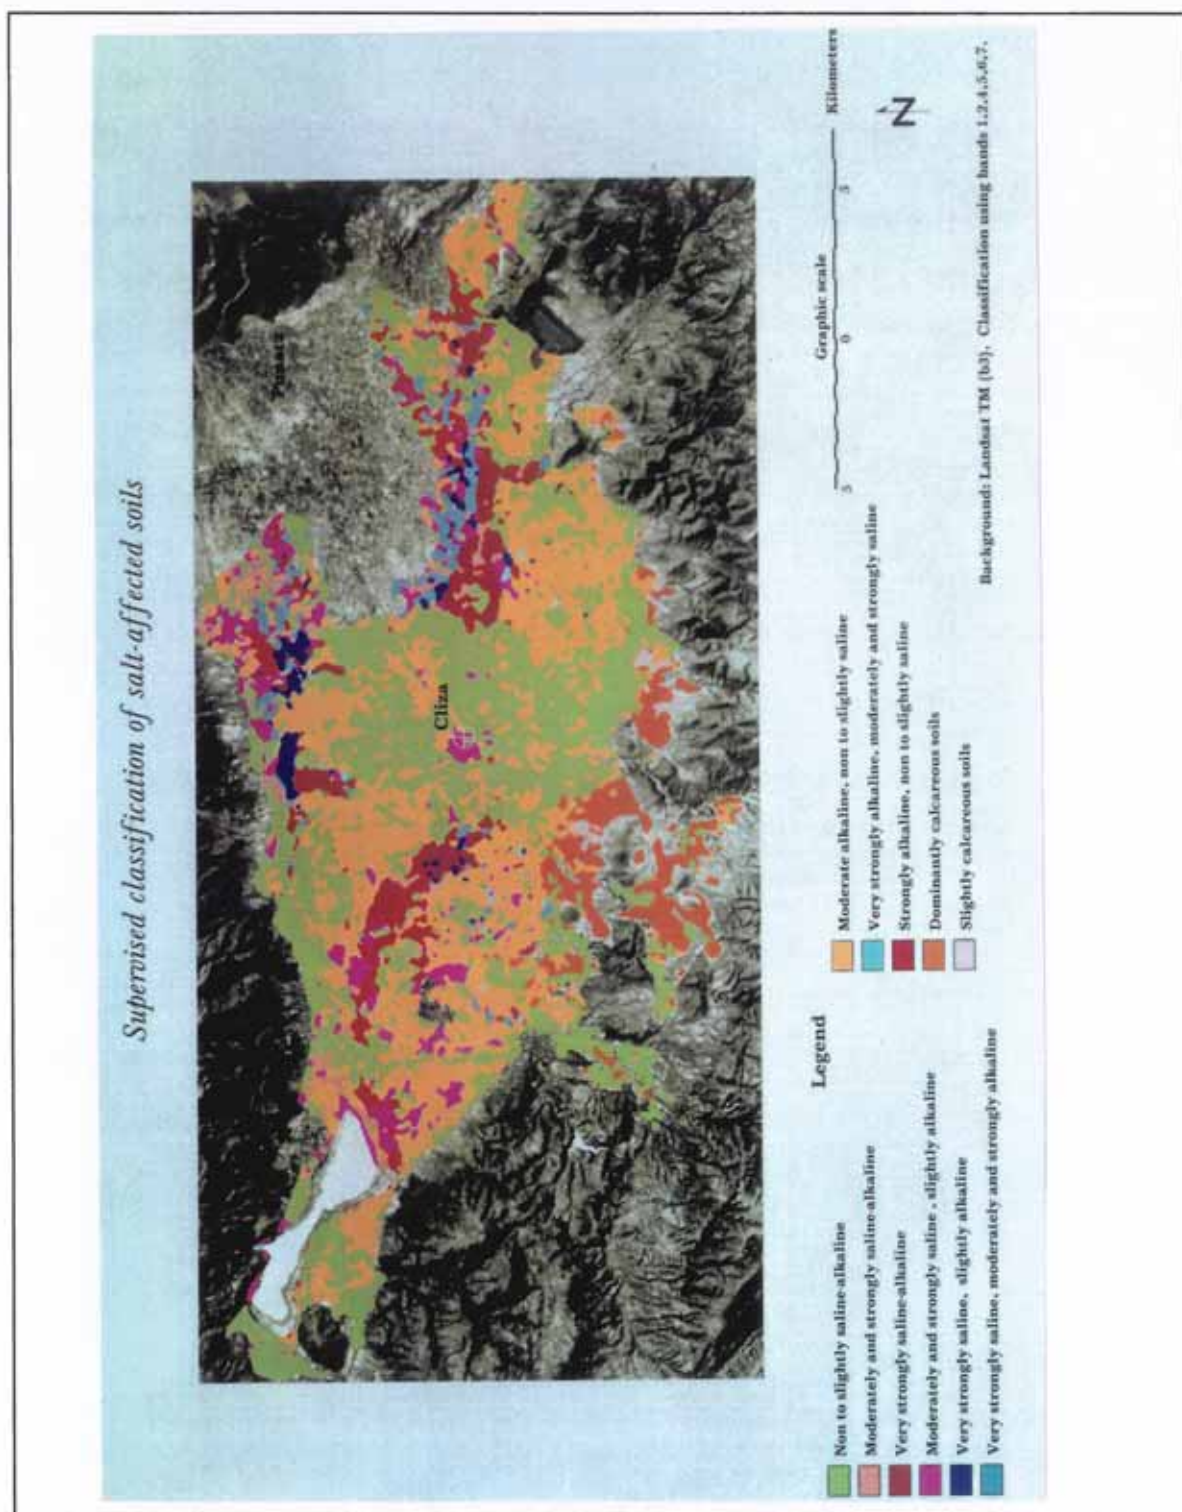 Supervised classification of salt-affected soils
Cliza
Legend
Non to slightly saline-alkaline
Moderately and strongly saline-alkaline
Very strongly saline-alkaline
Moderately and strongly saline , slightly alkaline
Very strongly saline, slightly alkaline
Very strongly saline, moderately and strongly alkaline
Moderate alkaline, non to slightly saline
Very strongly alkaline, moderately and strongly saline
Strongly alkaline, non to slightly saline
Dominantly calcareous soils
Slightly calcareous soils
Graphic scale
5 0 5 Kilometers
N
Background: Landsat TM (b3), Classification using bands 1,2,4,5,6,7.